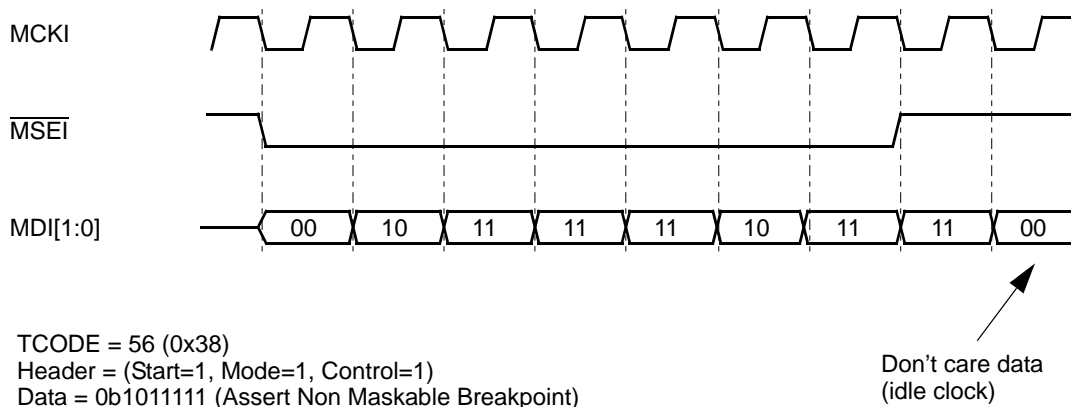 MCKI
MSEI
MDI[1:0]
00 10 11 11 11 10 11 11 00
TCODE = 56 (0x38)
Header = (Start=1, Mode=1, Control=1)
Data = 0b1011111 (Assert Non Maskable Breakpoint)
Don't care data
(idle clock)